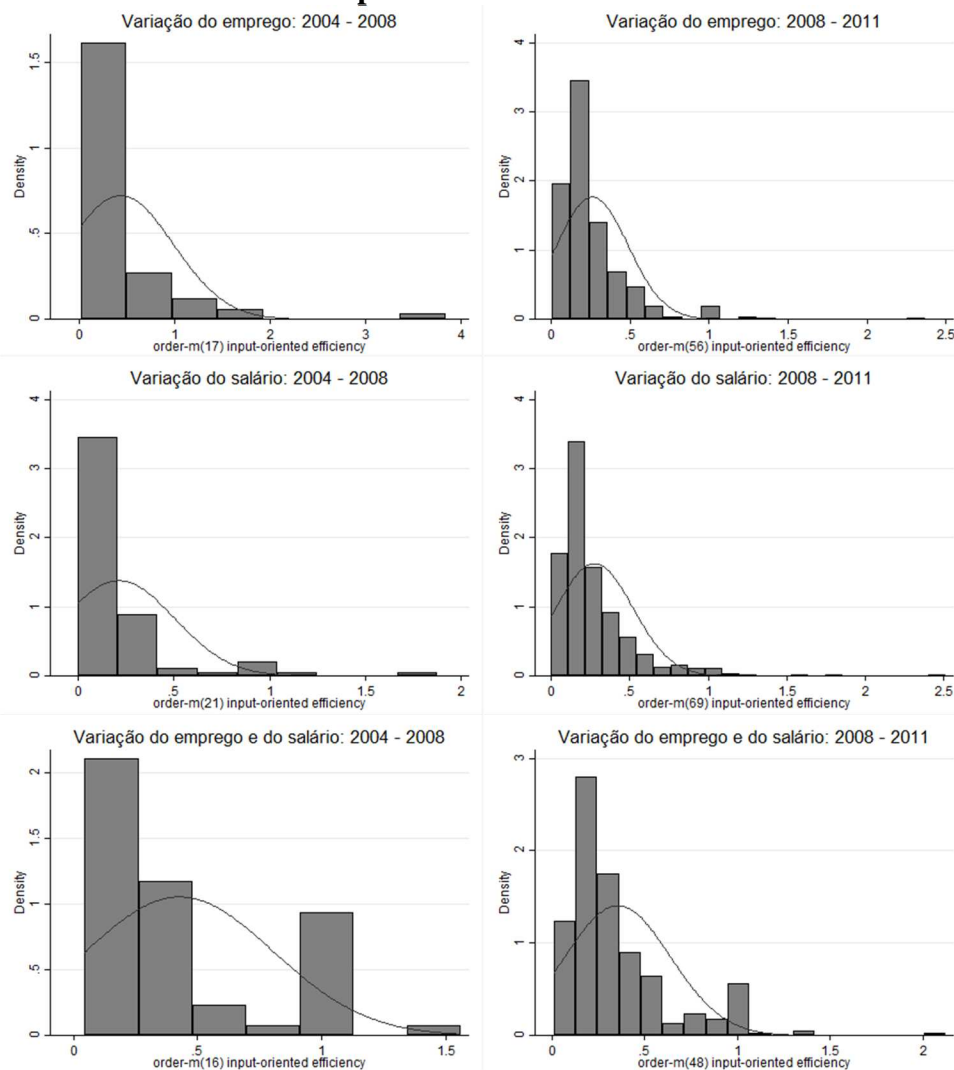 Variação do emprego: 2004 - 2008
1.5
1
.5
0
Density
0 1 2 3 4
order-m(17) input-oriented efficiency
Variação do emprego: 2008 - 2011
4
3
2
1
0
Density
0 .5 1 1.5 2 2.5
order-m(56) input-oriented efficiency
Variação do salário: 2004 - 2008
4
3
2
1
0
Density
0 .5 1 1.5 2
order-m(21) input-oriented efficiency
Variação do salário: 2008 - 2011
4
3
2
1
0
Density
0 .5 1 1.5 2 2.5
order-m(69) input-oriented efficiency
Variação do emprego e do salário: 2004 - 2008
2
1.5
1
.5
0
Density
0 .5 1 1.5
order-m(16) input-oriented efficiency
Variação do emprego e do salário: 2008 - 2011
3
2
1
0
Density
0 .5 1 1.5 2
order-m(48) input-oriented efficiency